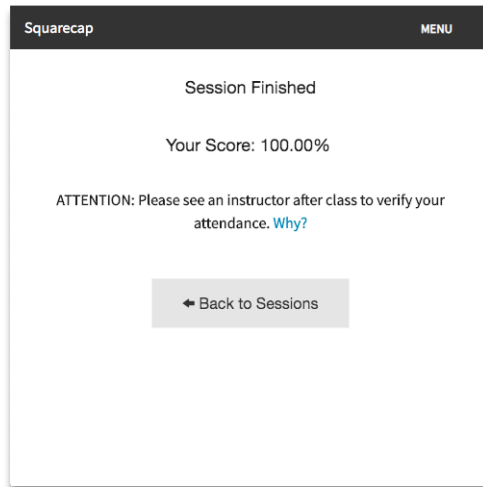 Squarecap MENU
Session Finished
Your Score: 100.00%
ATTENTION: Please see an instructor after class to verify your
attendance. Why?
Back to Sessions